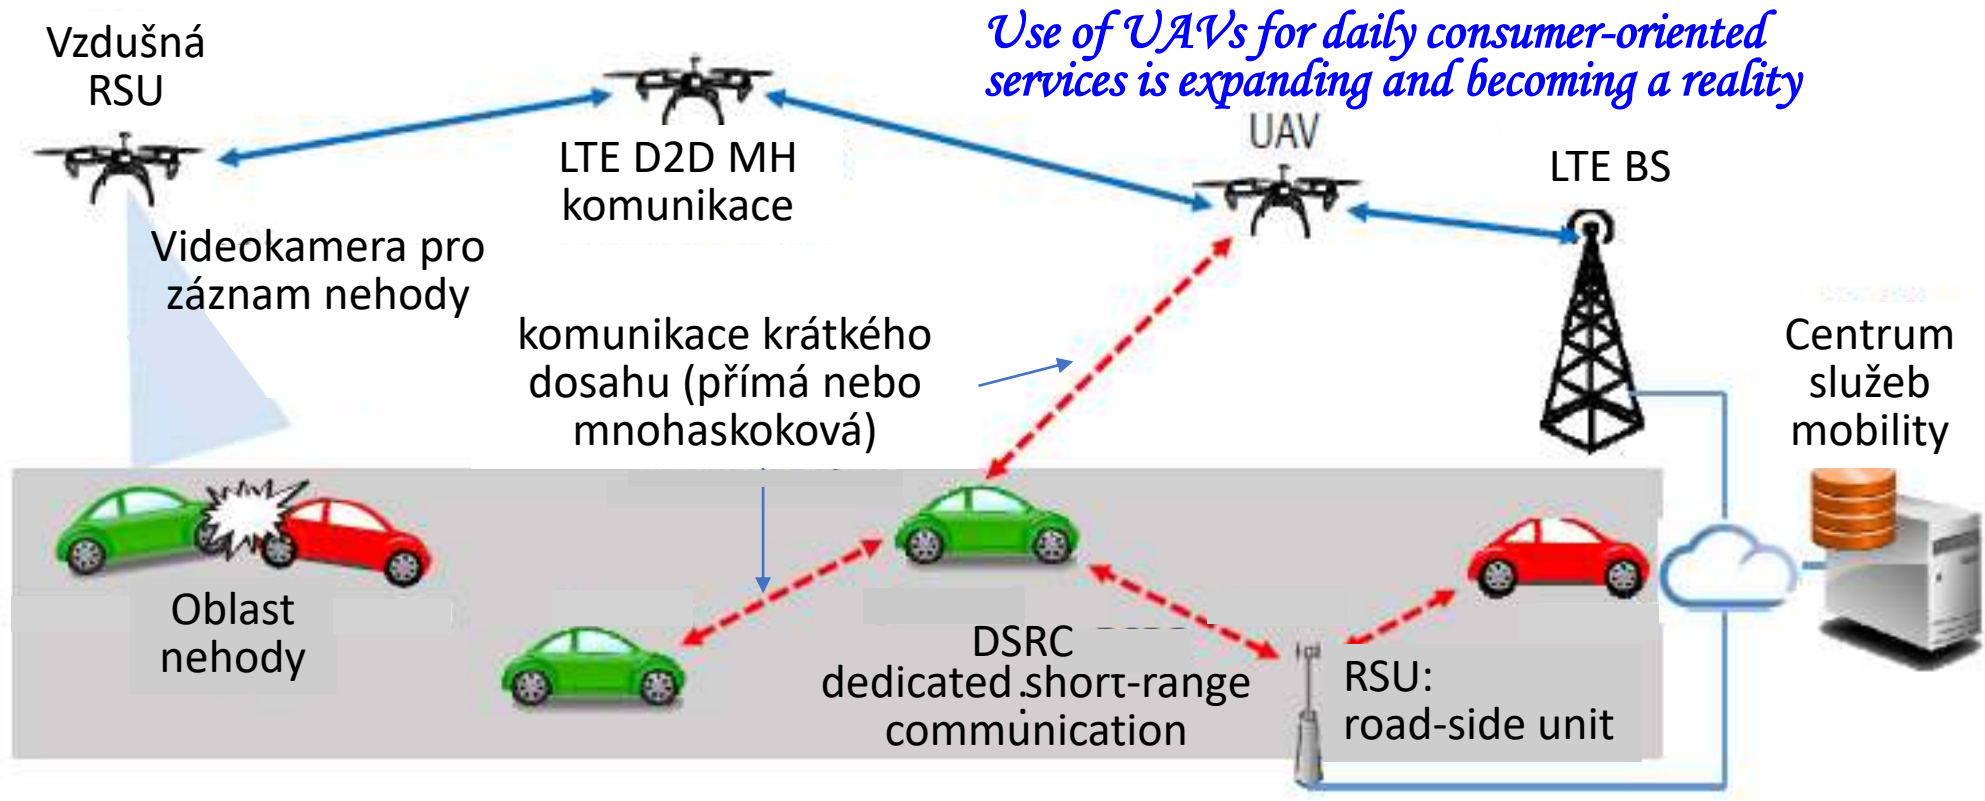 Use of UAVs for daily consumer-oriented
services is expanding and becoming a reality
Vzdušná
RSU
LTE D2D MH
komunikace
UAV
LTE BS
Videokamera pro
záznam nehody
komunikace krátkého
dosahu (přímá nebo
mnohaskoková)
Centrum
služeb
mobility
Oblast
nehody
DSRC
dedicated short-range
communication
RSU:
road-side unit